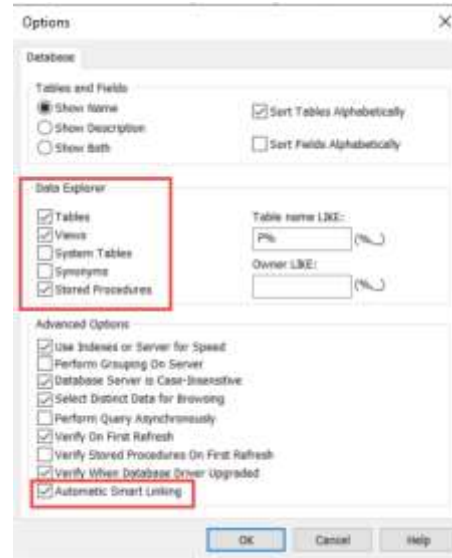 Options
Database
Tables and Fields
Show Name
Show Description
Show Both
Sort Tables Alphabetically
Sort Fields Alphabetically
Data Explorer
Tables
Views
System Tables
Synonyms
Stored Procedures
Table name LIKE:
P%
(%_)
Owner LIKE:
(%_)
Advanced Options
Use Indexes or Server for Speed
Perform Grouping On Server
Database Server is Case-Insensitive
Select Distinct Data for Browsing
Perform Query Asynchronously
Verify On First Refresh
Verify Stored Procedures On First Refresh
Verify When Database Driver Upgraded
Automatic Smart Linking
OK
Cancel
Help